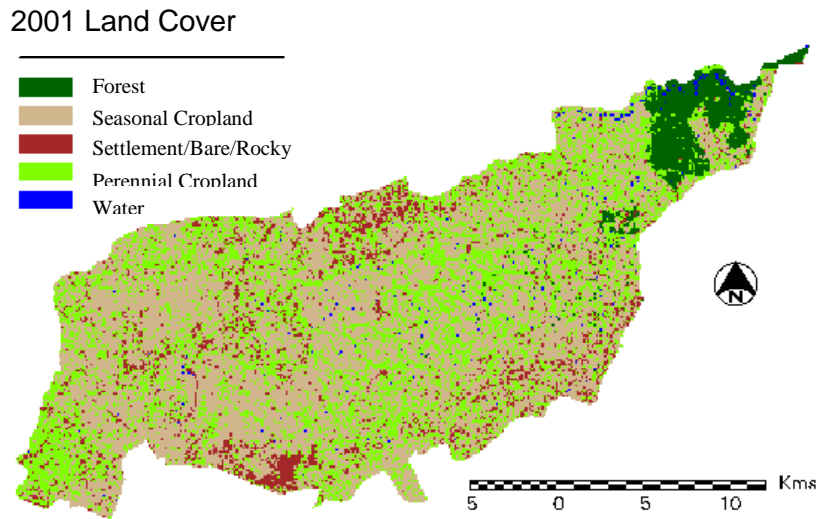 2001 Land Cover
Forest
Seasonal Cropland
Settlement/Bare/Rocky
Perennial Cropland
Water
N
Kms
5 0 5 10